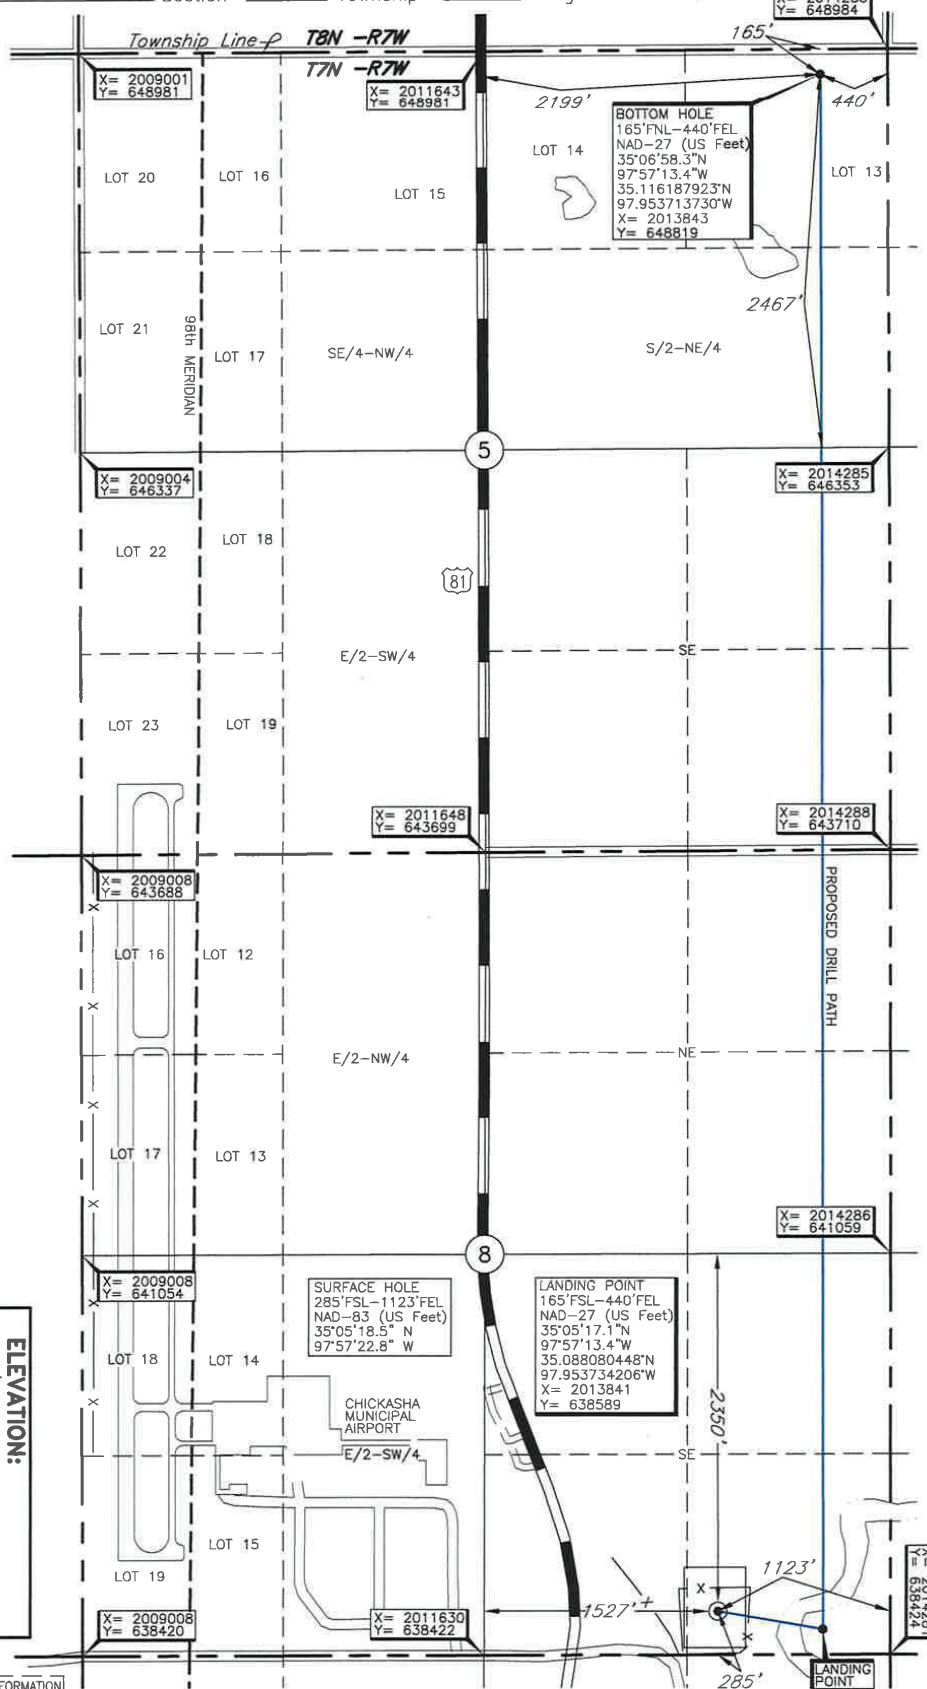 Y= 648984
165'
Township Line
T8N -R7W
T7N -R7W
X= 2009001
Y= 648981
X= 2011643
Y= 648981
2199'
440'
BOTTOM HOLE
165'FNL-440'FEL
NAD-27 (US Feet)
35°06'58.3"N
97°57'13.4"W
35.116187923°N
97.953713730°W
X= 2013843
Y= 648819
LOT 20
LOT 16
LOT 15
LOT 14
LOT 13
2467'
LOT 21
98th MERIDIAN
LOT 17
SE/4-NW/4
S/2-NE/4
5
X= 2009004
Y= 646337
X= 2014285
Y= 646353
LOT 22
LOT 18
81
E/2-SW/4
SE
LOT 23
LOT 19
X= 2011648
Y= 643699
X= 2014288
Y= 643710
X= 2009008
Y= 643688
PROPOSED DRILL PATH
X
LOT 16
LOT 12
X
E/2-NW/4
NE
X
LOT 17
LOT 13
X
X= 2014286
Y= 641059
8
X= 2009008
Y= 641054
X
SURFACE HOLE
285'FSL-1123'FEL
NAD-83 (US Feet)
35°05'18.5" N
97°57'22.8" W
LANDING POINT
165'FSL-440'FEL
NAD-27 (US Feet)
35°05'17.1"N
97°57'13.4"W
35.088080448°N
97.953734206°W
X= 2013841
Y= 638589
ELEVATION:
LOT 18
LOT 14
X
CHICKASHA
MUNICIPAL
AIRPORT
2350'
E/2-SW/4
SE
LOT 15
LOT 19
1123'
X
1527'
+
X
Y= 638424
X= 2009008
Y= 638420
X= 2011630
Y= 638422
285'
LANDING
POINT